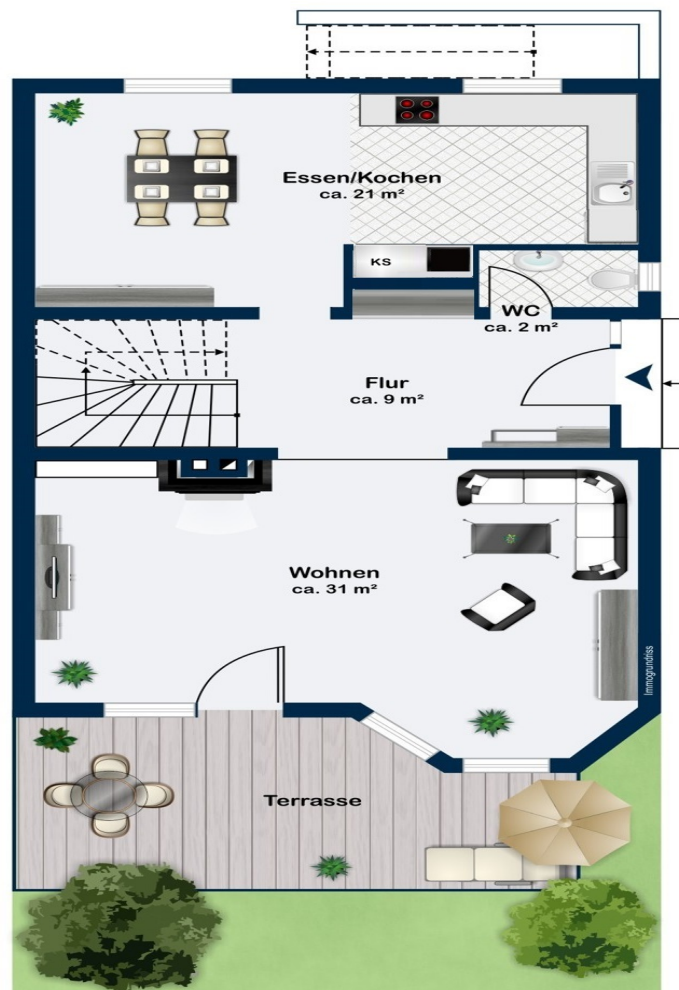 Essen/Kochen
ca. 21 m²
KS
WC
ca. 2 m²
Flur
ca. 9 m²
Wohnen
ca. 31 m²
Immogrundriss
Terrasse